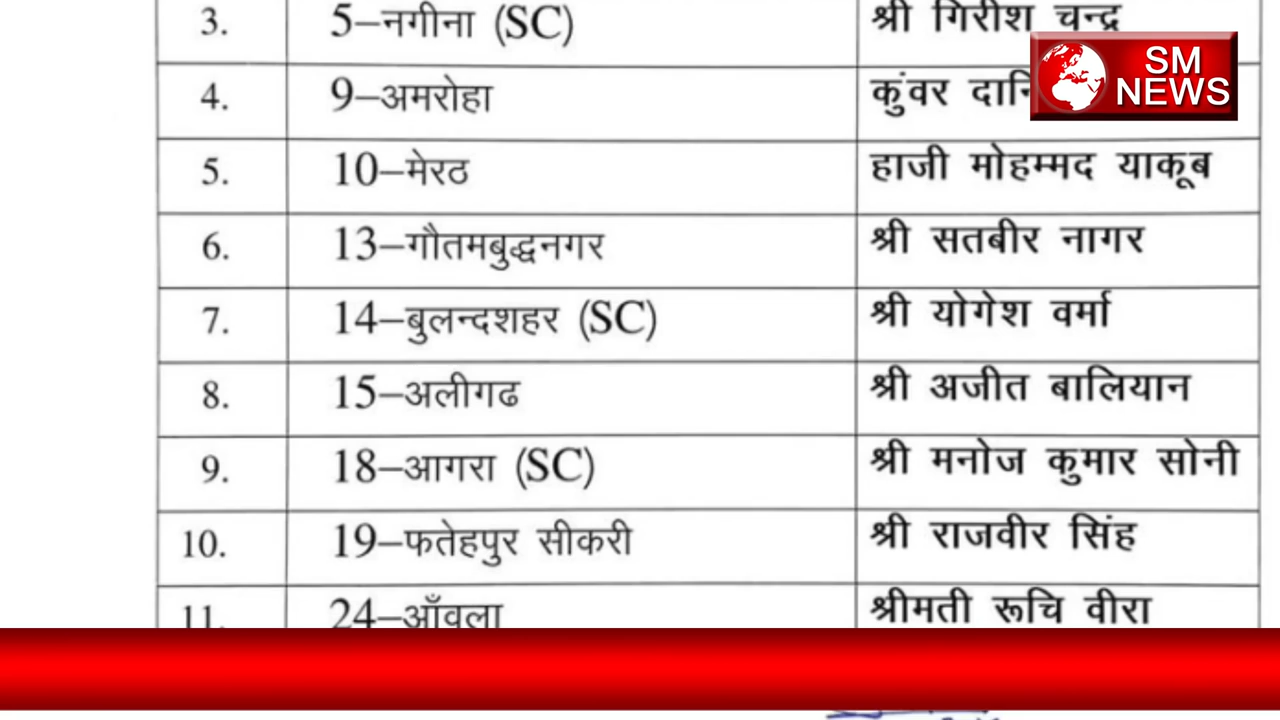 3. 5–नगीना (SC) श्री गिरीश चन्द्र
SM
NEWS
4. 9–अमरोहा कुंवर
5. 10–मेरठ हाजी मोहम्मद याकूब
6. 13–गौतमबुद्धनगर श्री सतबीर नागर
7. 14–बुलन्दशहर (SC) श्री योगेश वर्मा
8. 15–अलीगढ श्री अजीत बालियान
9. 18–आगरा (SC) श्री मनोज कुमार सोनी
10. 19–फतेहपुर सीकरी श्री राजवीर सिंह
11. 24–आँवला श्रीमती रूचि वीरा